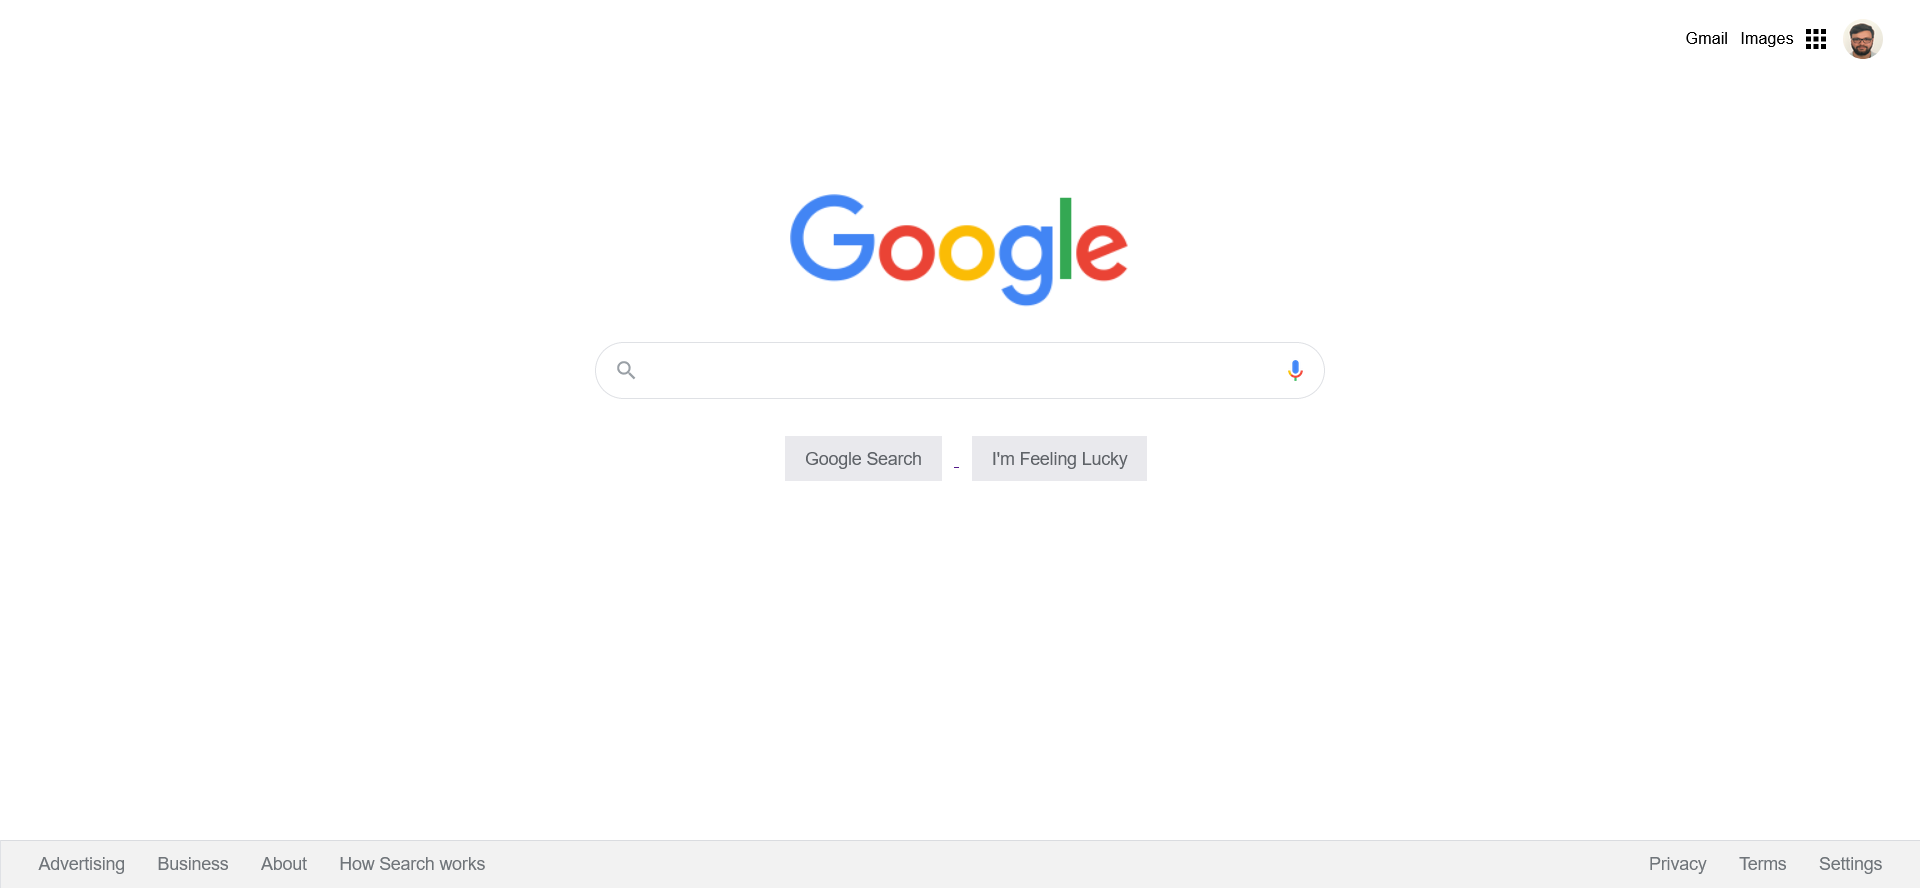 Gmail Images
Google
Google Search I'm Feeling Lucky
Advertising Business About How Search works Privacy Terms Settings